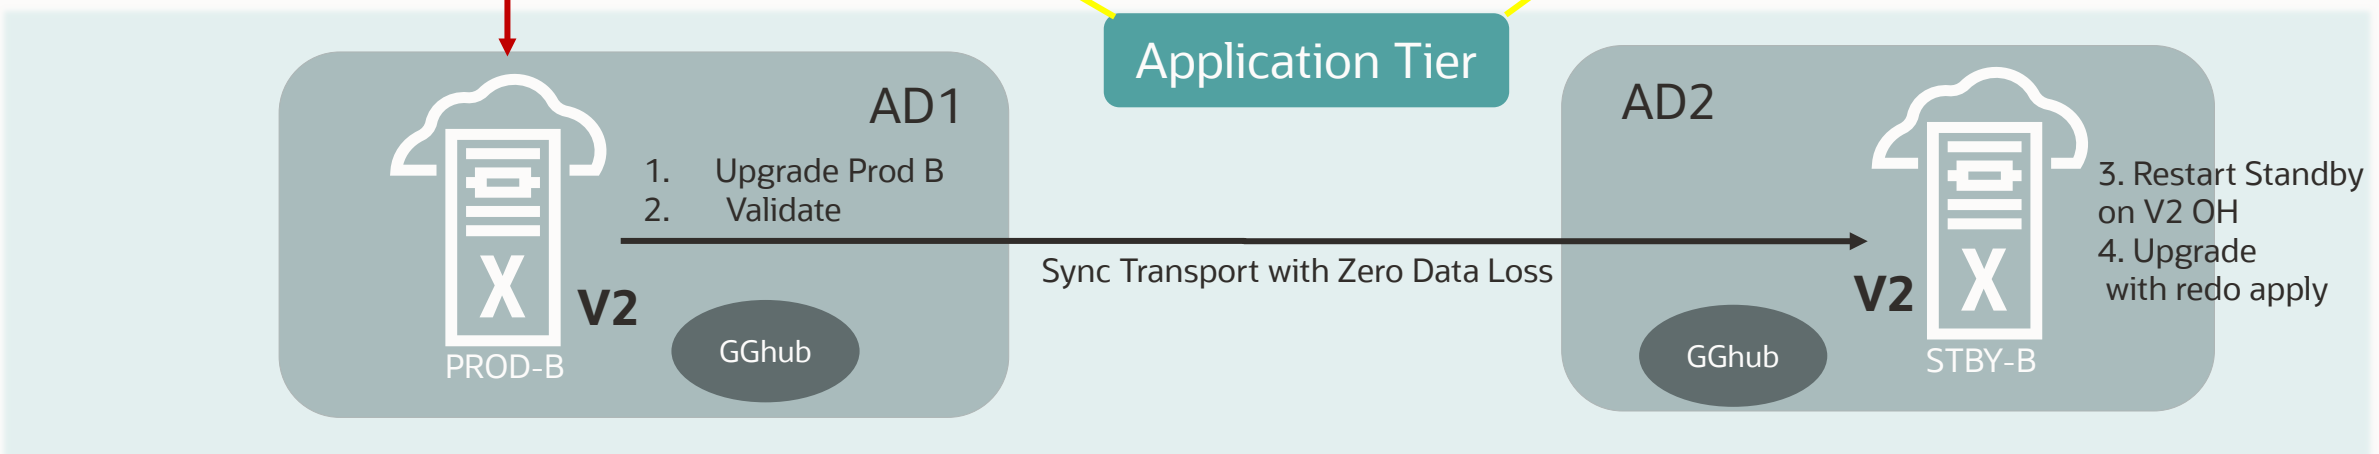 Application Tier
AD1
1. Upgrade Prod B
2. Validate
X
V2
PROD-B
GGhub
Sync Transport with Zero Data Loss
AD2
3. Restart Standby
on V2 OH
4. Upgrade
with redo apply
X
V2
STBY-B
GGhub